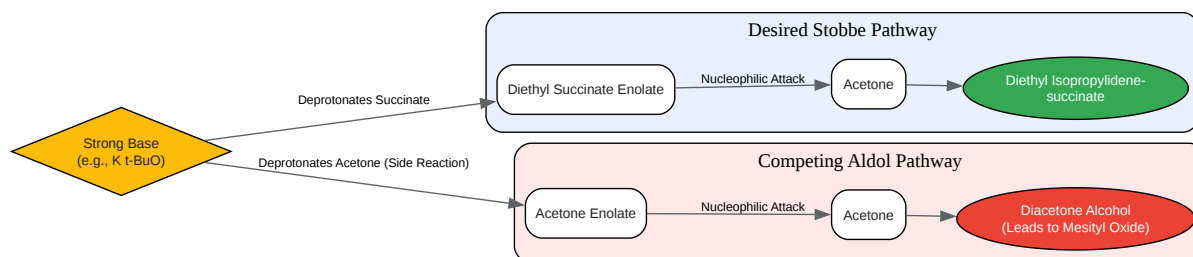 Desired Stobbe Pathway
Diethyl Succinate Enolate
Nucleophilic Attack
Acetone
Diethyl Isopropylidene-
succinate
Deprotonates Succinate
Strong Base
(e.g., K t-BuO)
Deprotonates Acetone (Side Reaction)
Competing Aldol Pathway
Acetone Enolate
Nucleophilic Attack
Acetone
Diacetone Alcohol
(Leads to Mesityl Oxide)